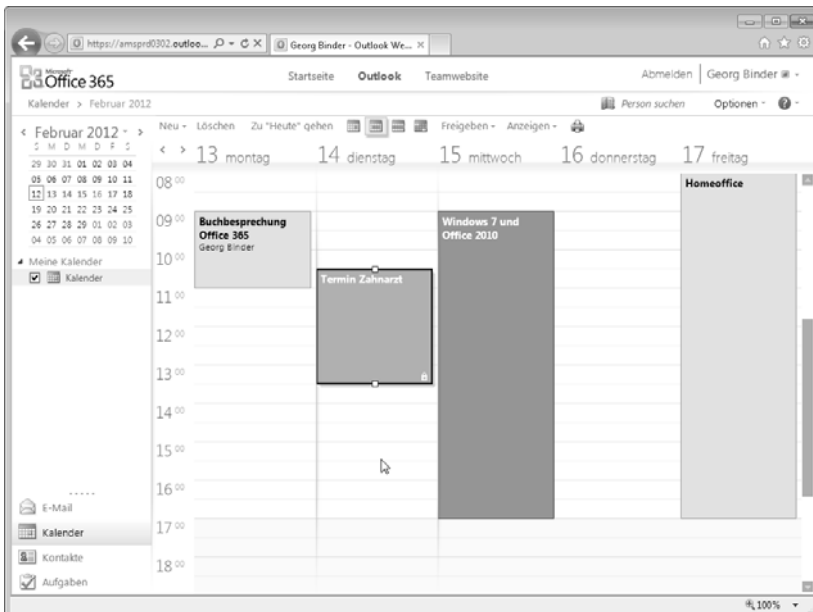 https://amsprd0302.outloo...
Georg Binder - Outlook We...
Microsoft
Office 365
Startseite Outlook Teamwebsite
Abmelden Georg Binder
Kalender > Februar 2012
Person suchen Optionen
Februar 2012
S M D M D F S
29 30 31 01 02 03 04
05 06 07 08 09 10 11
12 13 14 15 16 17 18
19 20 21 22 23 24 25
26 27 28 29 01 02 03
04 05 06 07 08 09 10
Meine Kalender
Kalender
Neu Löschen Zu "Heute" gehen Freigeben Anzeigen
13 montag 14 dienstag 15 mittwoch 16 donnerstag 17 freitag
08 00
Homeoffice
09 00
Buchbesprechung
Office 365
Georg Binder
Windows 7 und
Office 2010
10 00
Termin Zahnarzt
11 00
12 00
13 00
14 00
15 00
16 00
17 00
18 00
E-Mail
Kalender
Kontakte
Aufgaben
100%